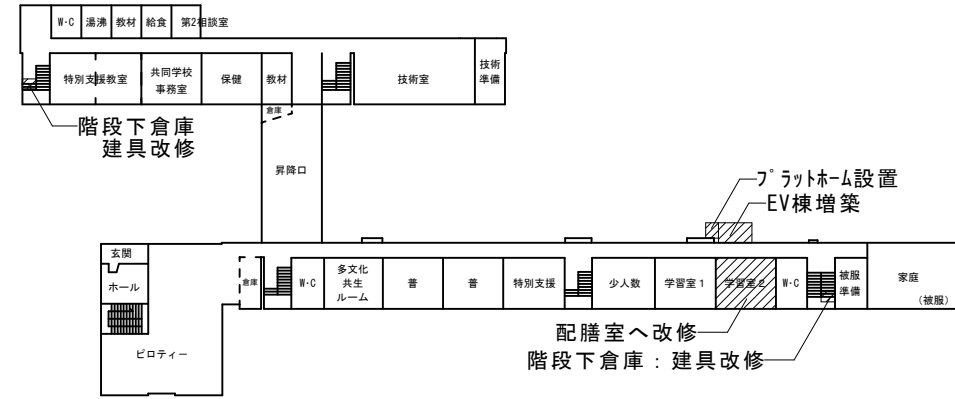 W・C 湯沸 教材 給食 第2相談室
特別支援教室
共同学校
事務室
保健
教材
技術室
技術
準備
倉庫
階段下倉庫
建具改修
昇降口
プラットホーム設置
EV棟増築
玄関
ホール
ピロティー
倉庫
W・C
多文化
共生
ルーム
普
普
特別支援
少人数
学習室1
学習室2
W・C
被服
準備
家庭
(被服)
配膳室へ改修
階段下倉庫：建具改修